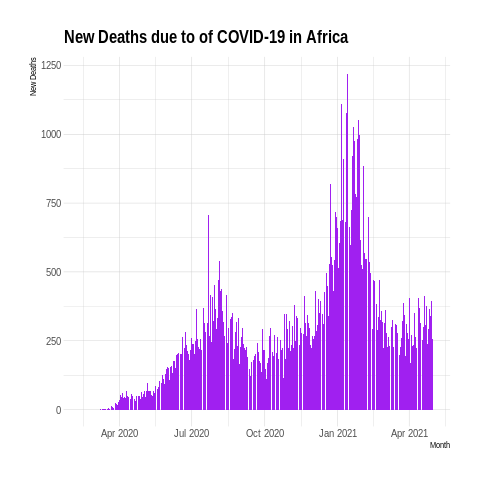 New Deaths due to of COVID-19 in Africa
New Deaths
1250
1000
750
500
250
0
Apr 2020 Jul 2020 Oct 2020 Jan 2021 Apr 2021
Month